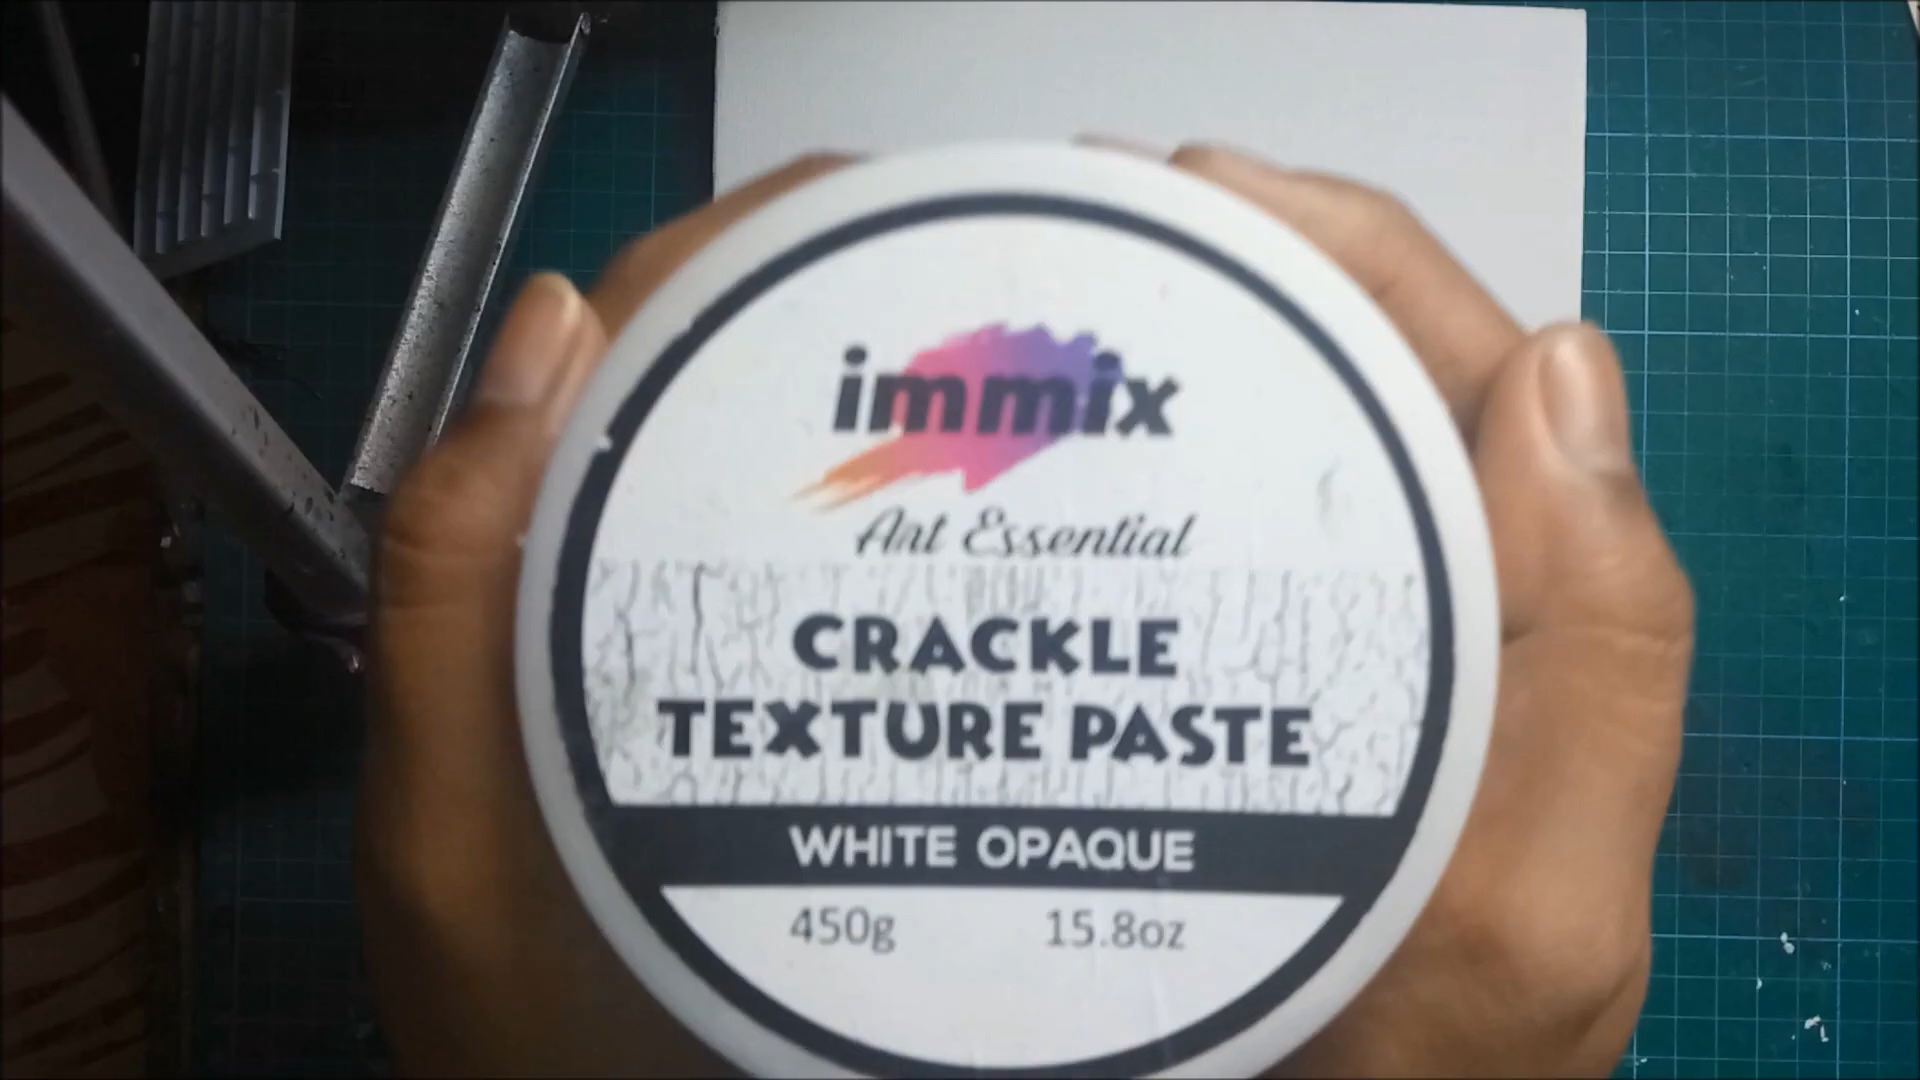 immix
Art Essential
CRACKLE
TEXTURE PASTE
WHITE OPAQUE
450g 15.8oz